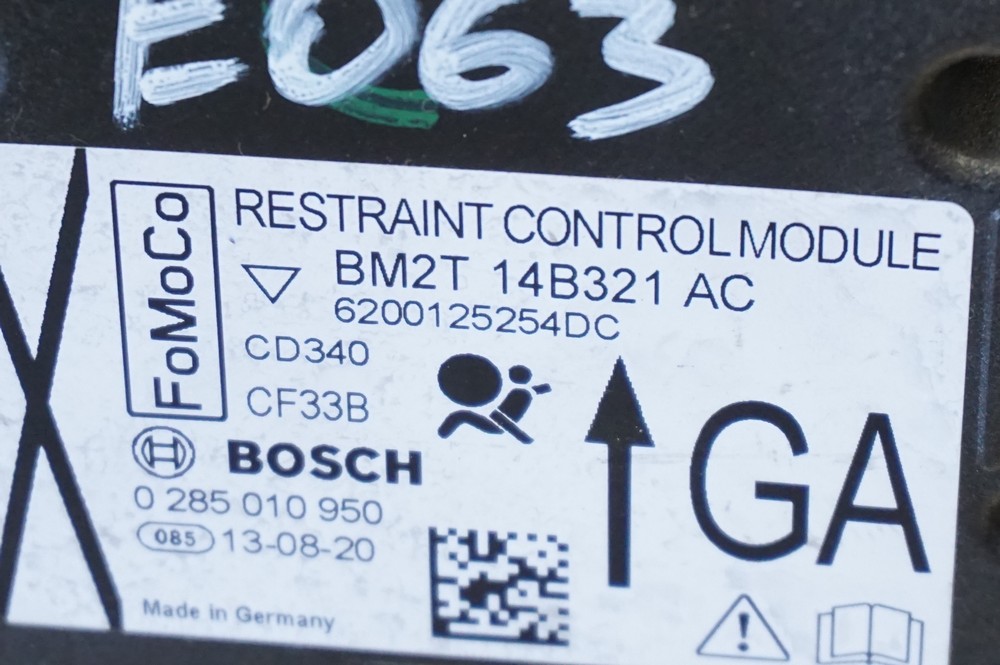 E063
FoMoCo
RESTRAINT CONTROL MODULE
BM2T 14B321 AC
6200125254DC
CD340
CF33B
GA
BOSCH
0 285 010 950
085 13-08-20
Made in Germany